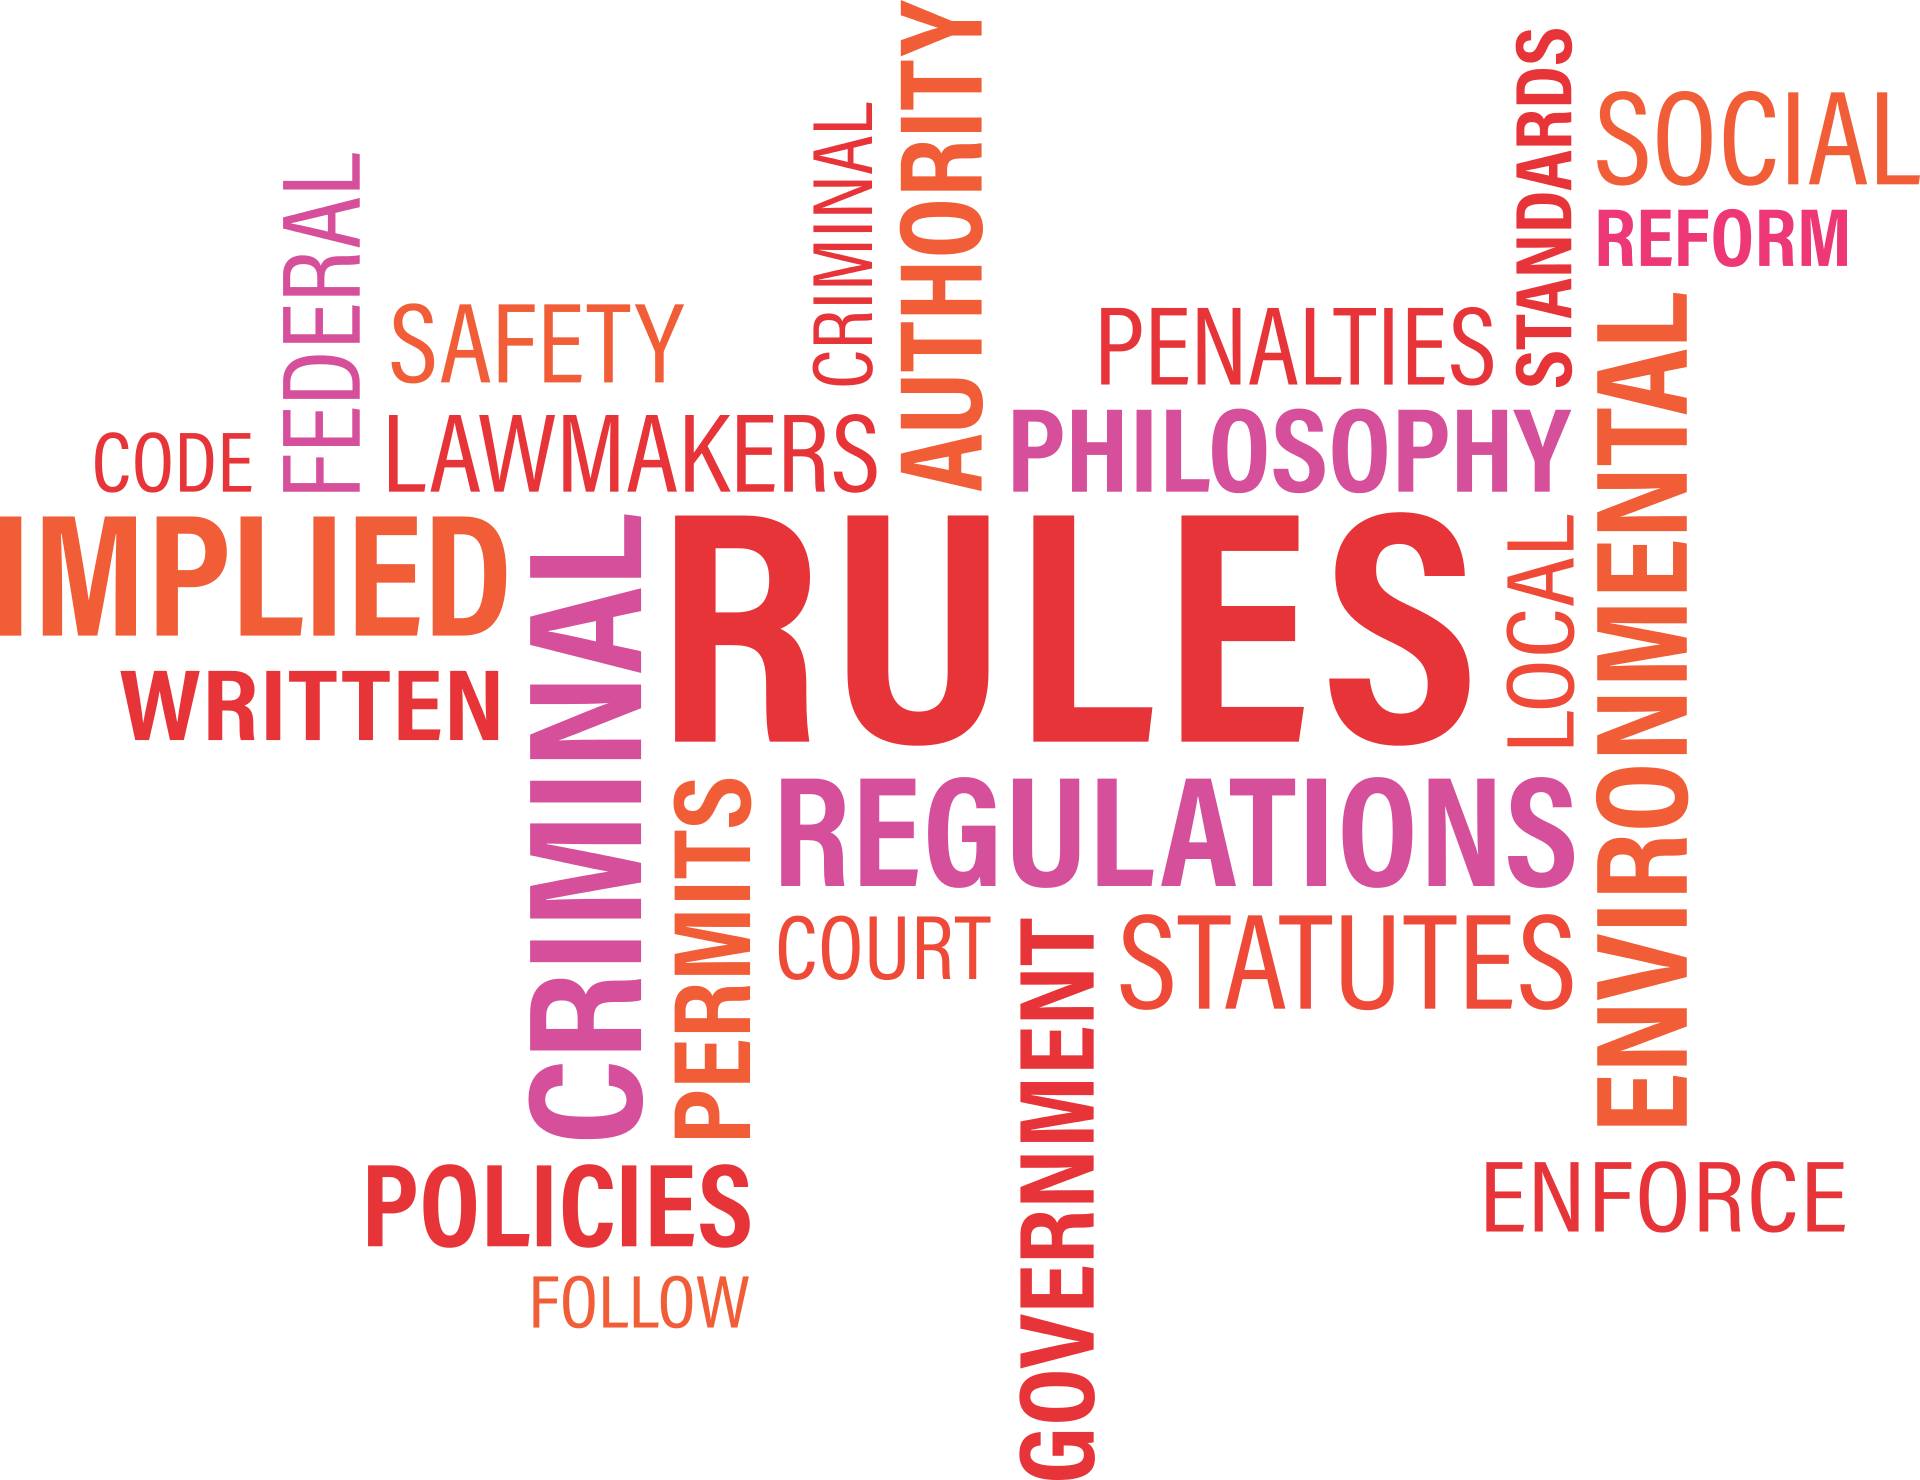 AUTHORITY
STANDARDS
SOCIAL
CRIMINAL
FEDERAL
REFORM
SAFETY
PENALTIES
ENVIRONMENTAL
CODE
LAWMAKERS
PHILOSOPHY
IMPLIED
CRIMINAL
RULES
LOCAL
WRITTEN
PERMITS
REGULATIONS
COURT
GOVERNMENT
STATUTES
POLICIES
ENFORCE
FOLLOW